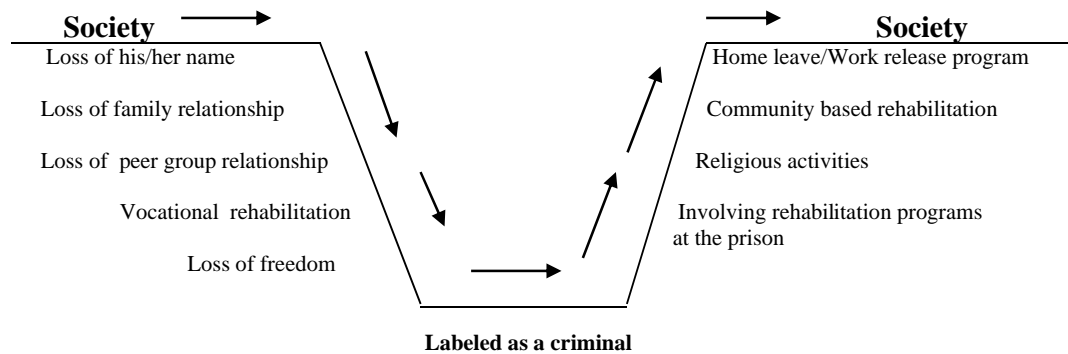 Society
Society
Loss of his/her name
Loss of family relationship
Loss of peer group relationship
Vocational rehabilitation
Loss of freedom
Home leave/Work release program
Community based rehabilitation
Religious activities
Involving rehabilitation programs
at the prison
Labeled as a criminal